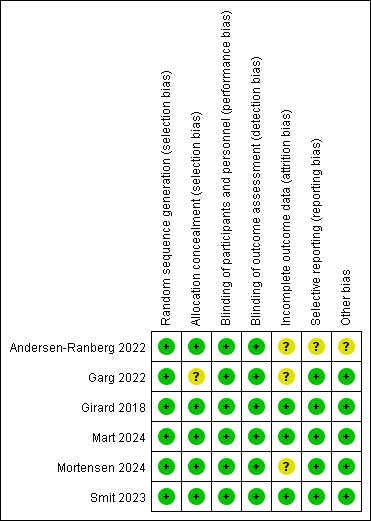 Random sequence generation (selection bias)
Allocation concealment (selection bias)
Blinding of participants and personnel (performance bias)
Blinding of outcome assessment (detection bias)
Incomplete outcome data (attrition bias)
Selective reporting (reporting bias)
Other bias
Andersen-Ranberg 2022 + + + + ? ? ?
Garg 2022 + ? + + ? + +
Girard 2018 + + + + + + +
Mart 2024 + + + + + + +
Mortensen 2024 + + + + ? + +
Smit 2023 + + + + + + +